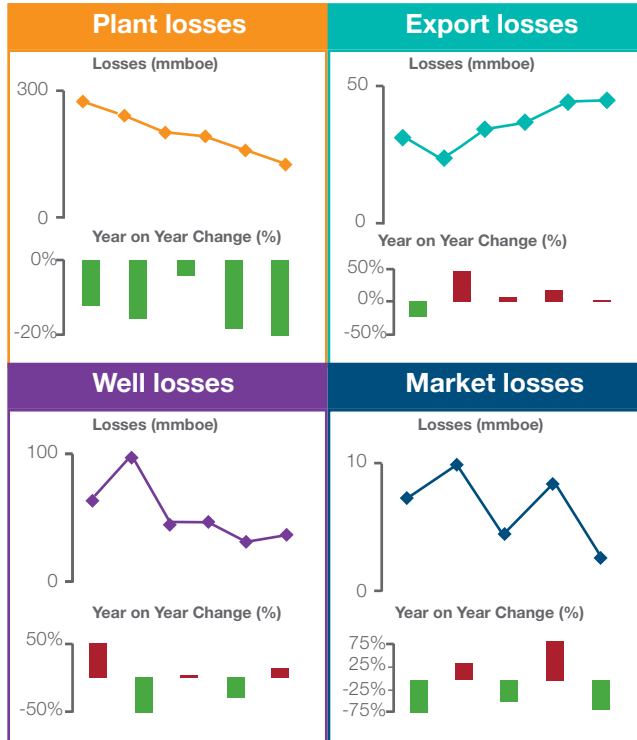 Plant losses
Losses (mmboe)
300
0
Year on Year Change (%)
0%
-20%
Export losses
Losses (mmboe)
50
0
Year on Year Change (%)
50%
0%
-50%
Well losses
Losses (mmboe)
100
0
Year on Year Change (%)
50%
-50%
Market losses
Losses (mmboe)
10
0
Year on Year Change (%)
75%
25%
-25%
-75%